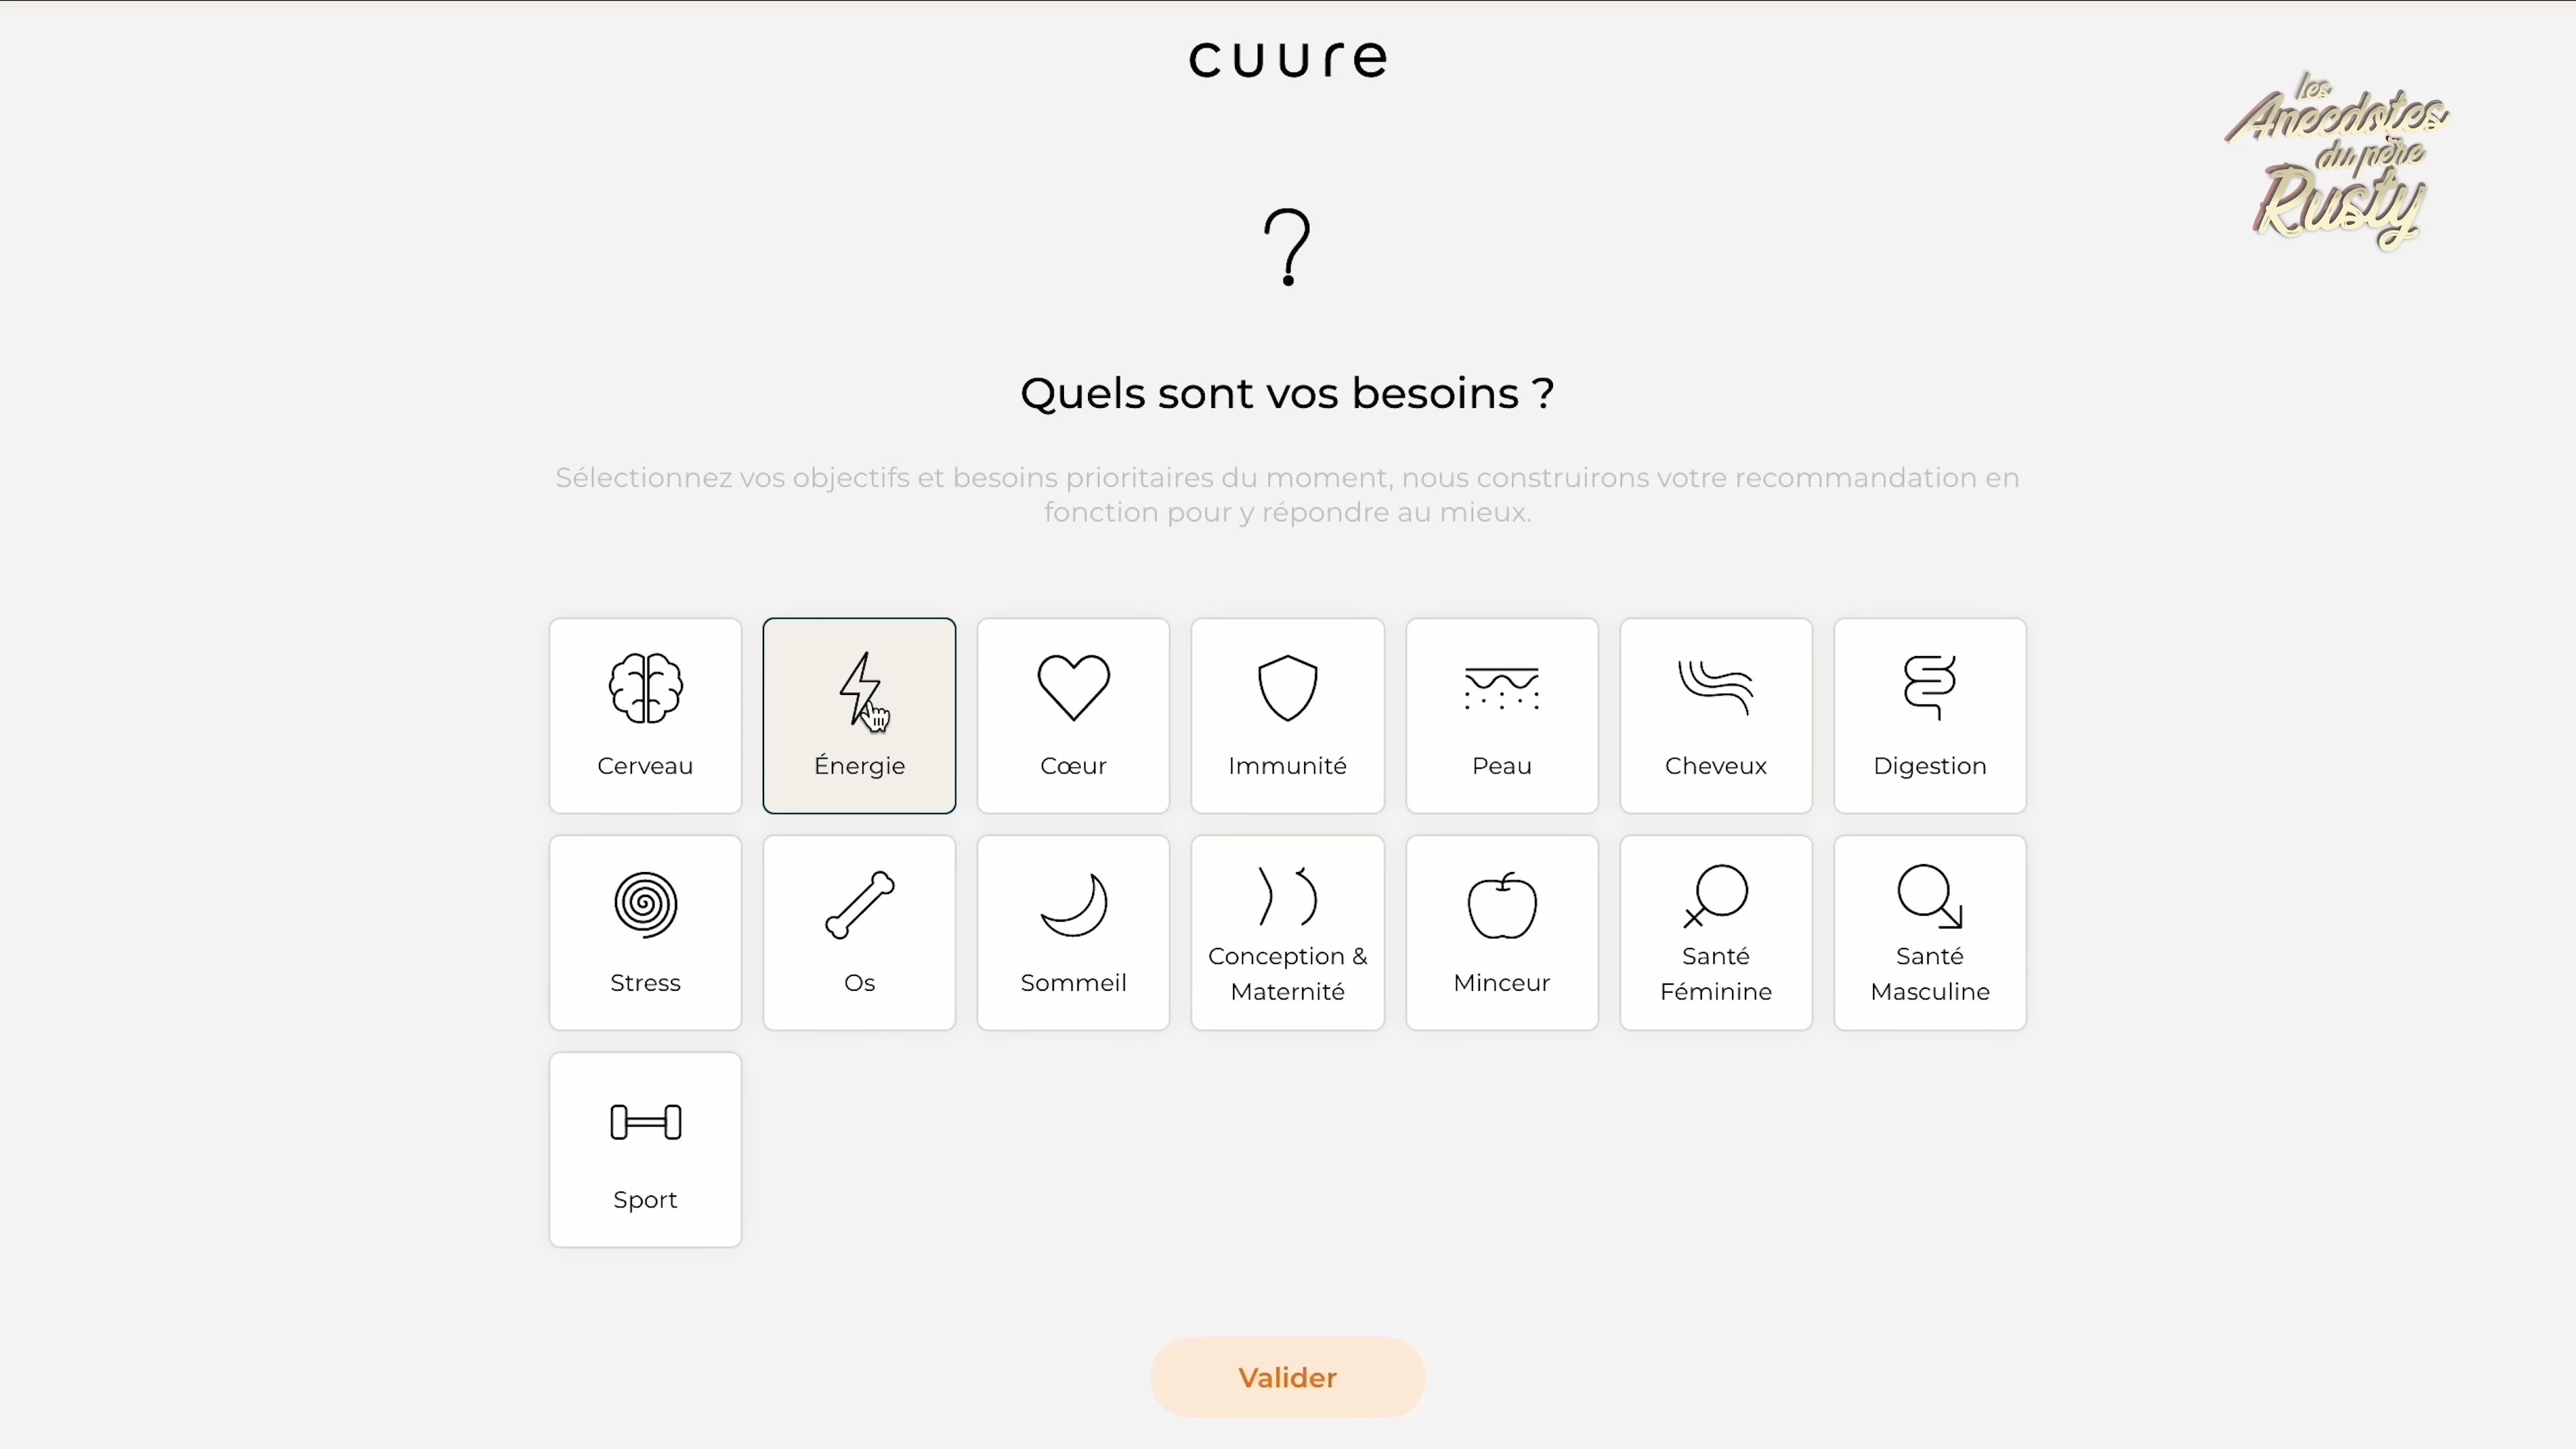 cuure
les
Anecdotes
du père
Rusty
?
Quels sont vos besoins ?
Sélectionnez vos objectifs et besoins prioritaires du moment, nous construirons votre recommandation en
fonction pour y répondre au mieux.
Cerveau
Énergie
Cœur
Immunité
Peau
Cheveux
Digestion
Stress
Os
Sommeil
Conception &
Maternité
Minceur
Santé
Féminine
Santé
Masculine
Sport
Valider